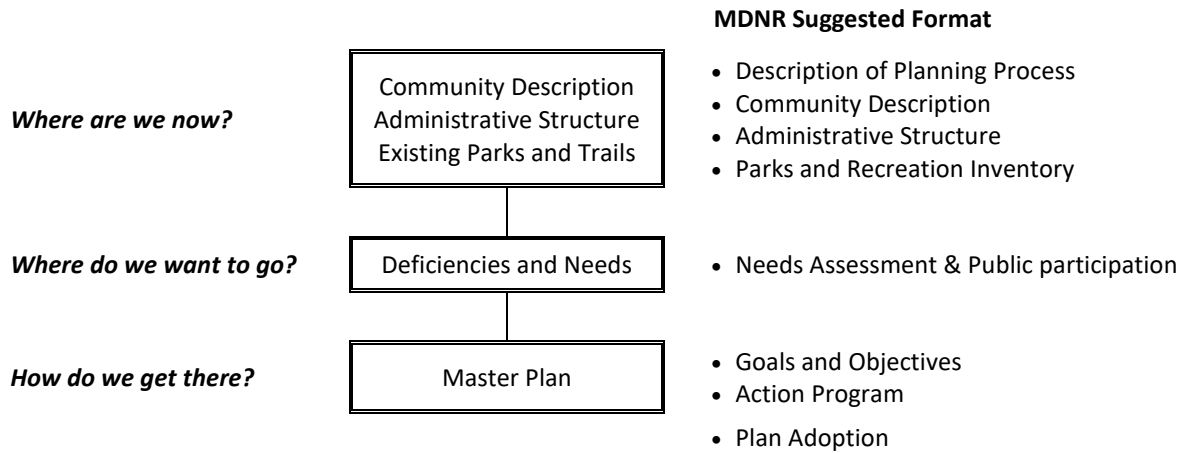 MDNR Suggested Format
Where are we now?
Community Description
Administrative Structure
Existing Parks and Trails
• Description of Planning Process
• Community Description
• Administrative Structure
• Parks and Recreation Inventory
Where do we want to go?
Deficiencies and Needs
• Needs Assessment & Public participation
How do we get there?
Master Plan
• Goals and Objectives
• Action Program
• Plan Adoption